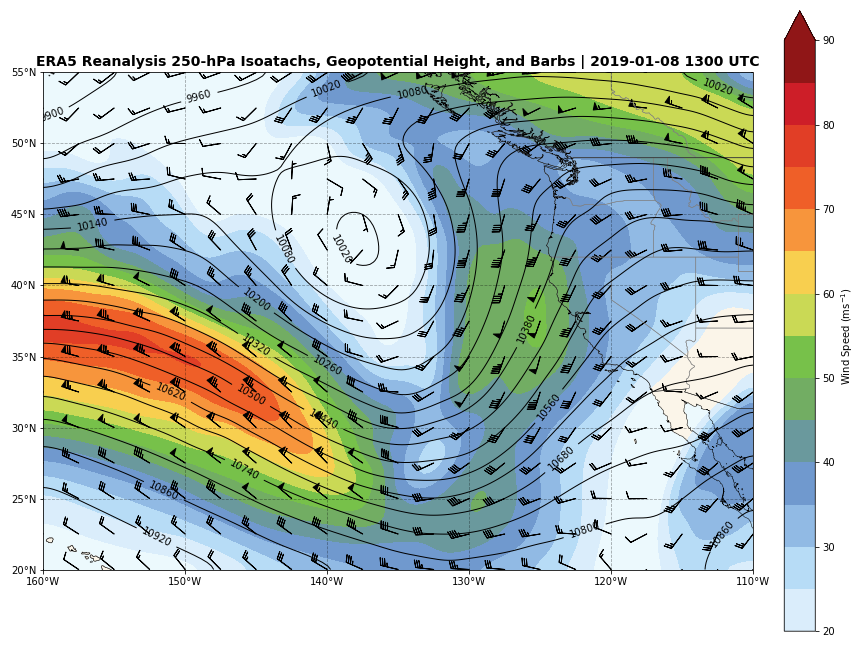 ERA5 Reanalysis 250-hPa Isoatachs, Geopotential Height, and Barbs | 2019-01-08 1300 UTC
55°N
50°N
45°N
40°N
35°N
30°N
25°N
20°N
160°W
150°W
140°W
130°W
120°W
110°W
9900
9960
10020
10080
10020
10140
10080
10020
10200
10320
10260
10380
10620
10500
10440
10560
10740
10680
10860
10920
10800
10860
90
80
70
60
50
40
30
20
Wind Speed (ms⁻¹)